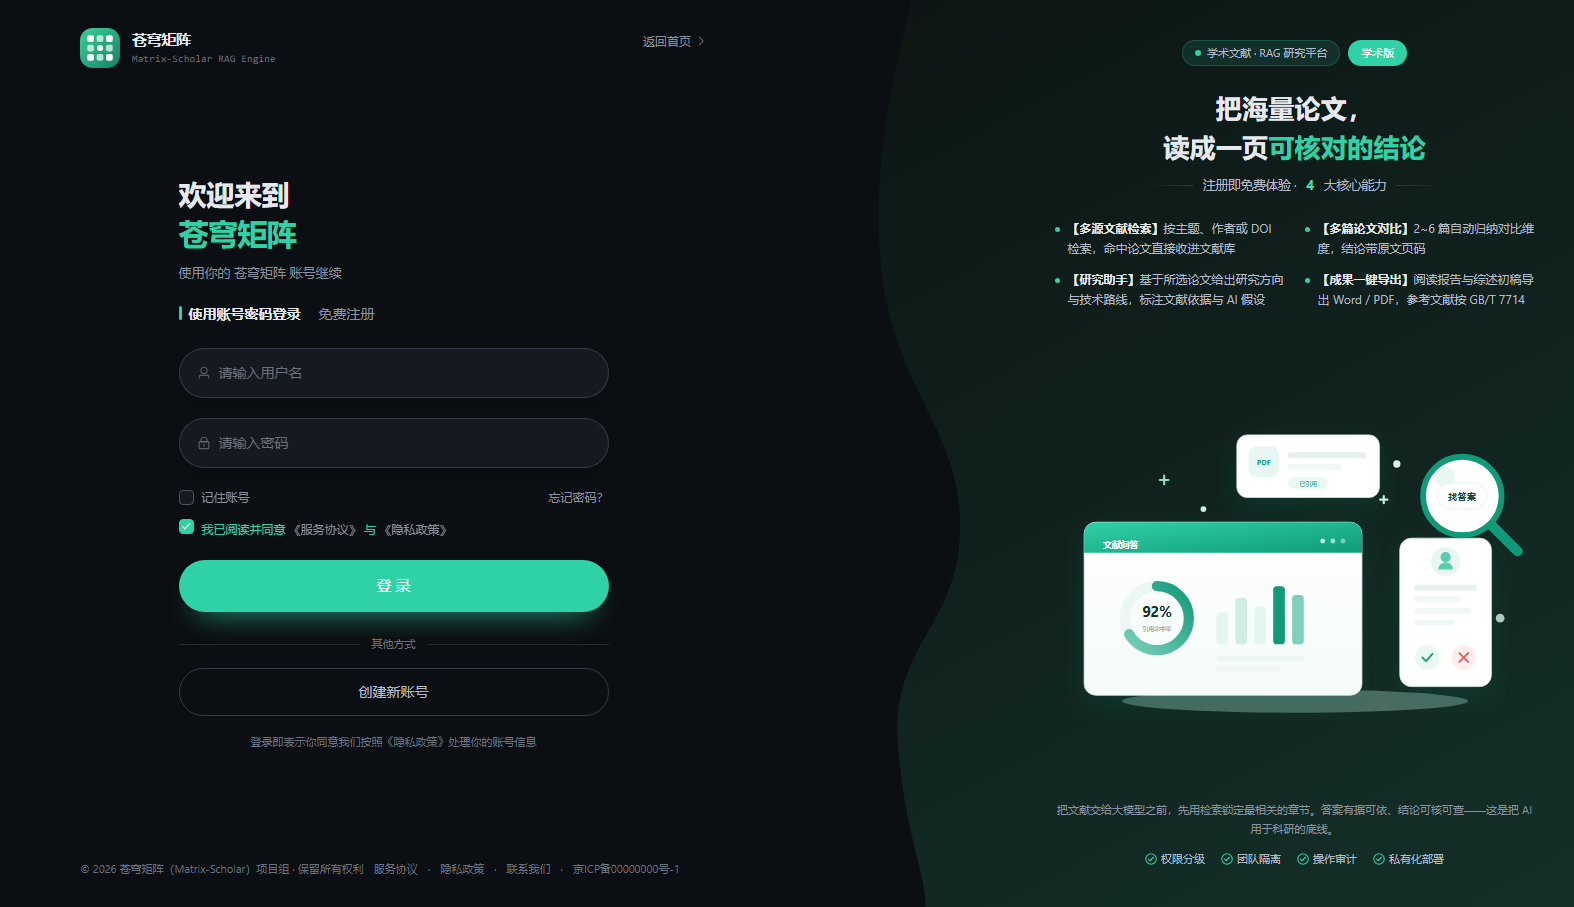 苍穹矩阵
Matrix-Scholar RAG Engine
返回首页
欢迎来到
苍穹矩阵
使用你的 苍穹矩阵 账号继续
使用账号密码登录 免费注册
请输入用户名
请输入密码
记住账号 忘记密码?
我已阅读并同意《服务协议》与《隐私政策》
登 录
其他方式
创建新账号
登录即表示你同意我们按照《隐私政策》处理你的账号信息
© 2026 苍穹矩阵（Matrix-Scholar）项目组 · 保留所有权利 服务协议 · 隐私政策 · 联系我们 · 京ICP备00000000号-1
学术文献 · RAG 研究平台 学术版
把海量论文，
读成一页可核对的结论
注册即免费体验 · 4 大核心能力
【多源文献检索】按主题、作者或 DOI
检索，命中论文直接收进文献库
【多篇论文对比】2~6 篇自动归纳对比维
度，结论带原文页码
【研究助手】基于所选论文给出研究方向
与技术路线，标注文献依据与 AI 假设
【成果一键导出】阅读报告与综述初稿导
出 Word / PDF，参考文献按 GB/T 7714
PDF
已引用
找答案
文献问答
92%
引用命中率
把文献交给大模型之前，先用检索锁定最相关的章节。答案有据可依、结论可核可查——这是把 AI
用于科研的底线。
权限分级 团队隔离 操作审计 私有化部署